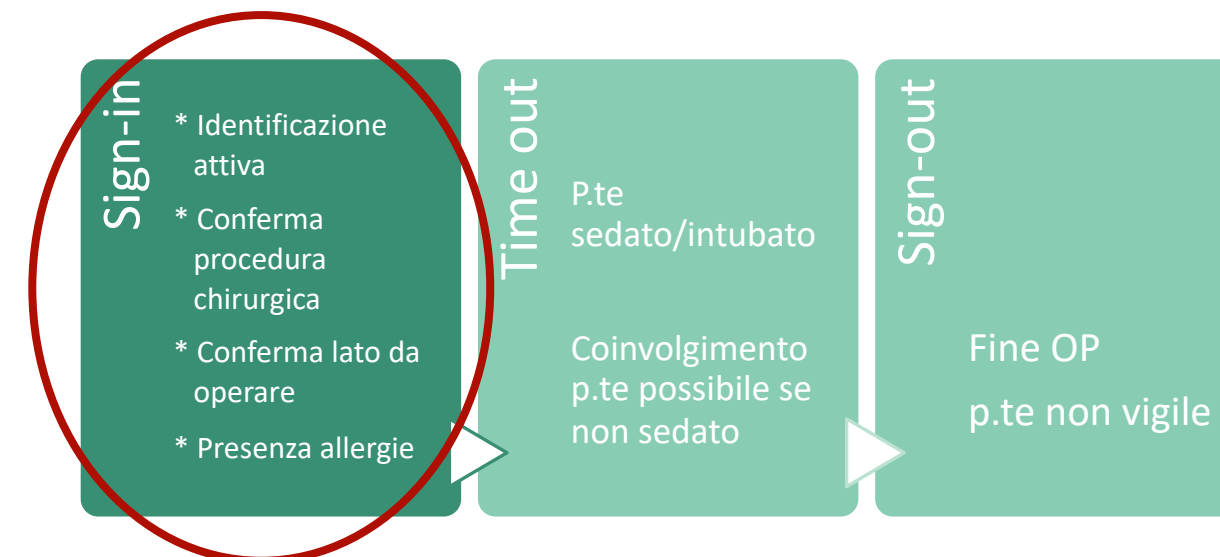 Sign-in
* Identificazione
attiva
* Conferma
procedura
chirurgica
* Conferma lato da
operare
* Presenza allergie
Time out
P.te
sedato/intubato
Coinvolgimento
p.te possibile se
non sedato
Sign-out
Fine OP
p.te non vigile